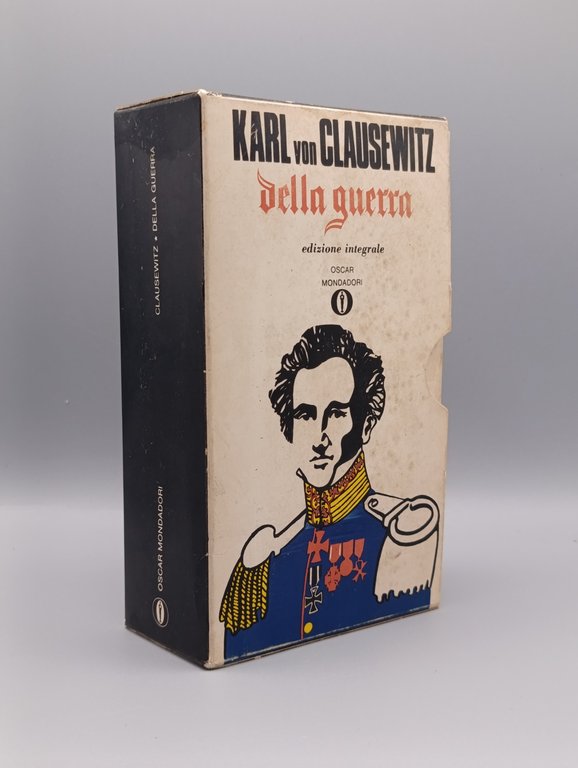 KARL von CLAUSEWITZ
della guerra
edizione integrale
OSCAR
MONDADORI
CLAUSEWITZ • DELLA GUERRA
OSCAR MONDADORI